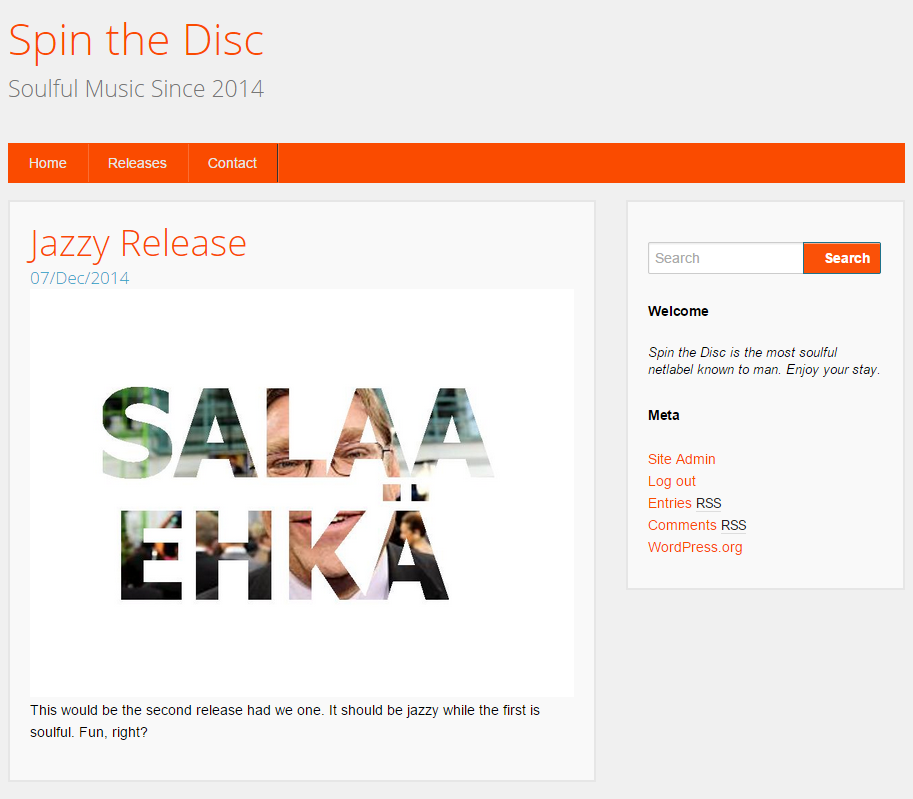 Spin the Disc
Soulful Music Since 2014
Home
Releases
Contact
Jazzy Release
07/Dec/2014
SALAA
EHKÄ
This would be the second release had we one. It should be jazzy while the first is
soulful. Fun, right?
Search
Search
Welcome
Spin the Disc is the most soulful
netlabel known to man. Enjoy your stay.
Meta
Site Admin
Log out
Entries RSS
Comments RSS
WordPress.org